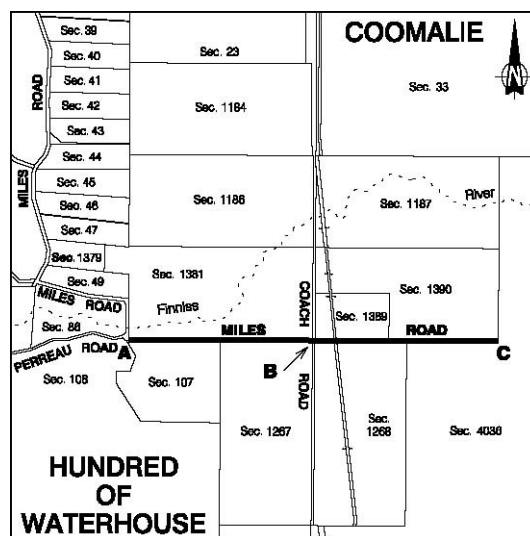 COOMALIE
N
Sec. 39
Sec. 40
Sec. 41
Sec. 42
Sec. 43
Sec. 44
Sec. 45
Sec. 46
Sec. 47
Sec. 1379
Sec. 49
Sec. 88
Sec. 23
Sec. 33
Sec. 1184
Sec. 1186
Sec. 1187
River
ROAD
MILES
Sec. 1381
Sec. 1390
Sec. 1389
MILES ROAD
Finniss
COACH
MILES
ROAD
PERREAU ROAD
A
B
C
Sec. 108
Sec. 107
ROAD
Sec. 1267
Sec.
1268
Sec. 4036
HUNDRED
OF
WATERHOUSE